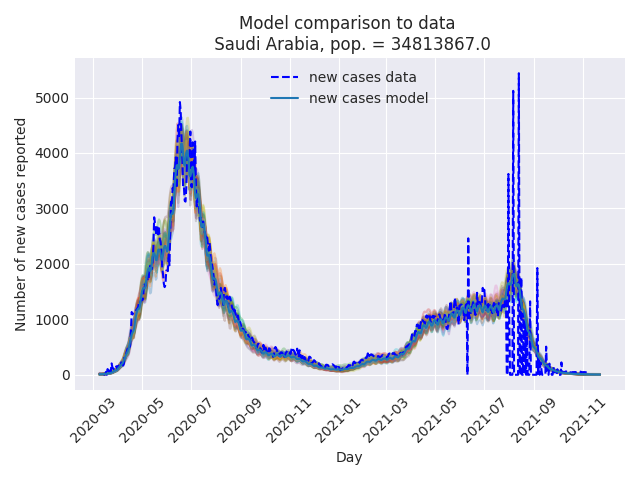 Model comparison to data
Saudi Arabia, pop. = 34813867.0
new cases data
new cases model
Number of new cases reported
5000
4000
3000
2000
1000
0
2020-03
2020-05
2020-07
2020-09
2020-11
2021-01
2021-03
2021-05
2021-07
2021-09
2021-11
Day